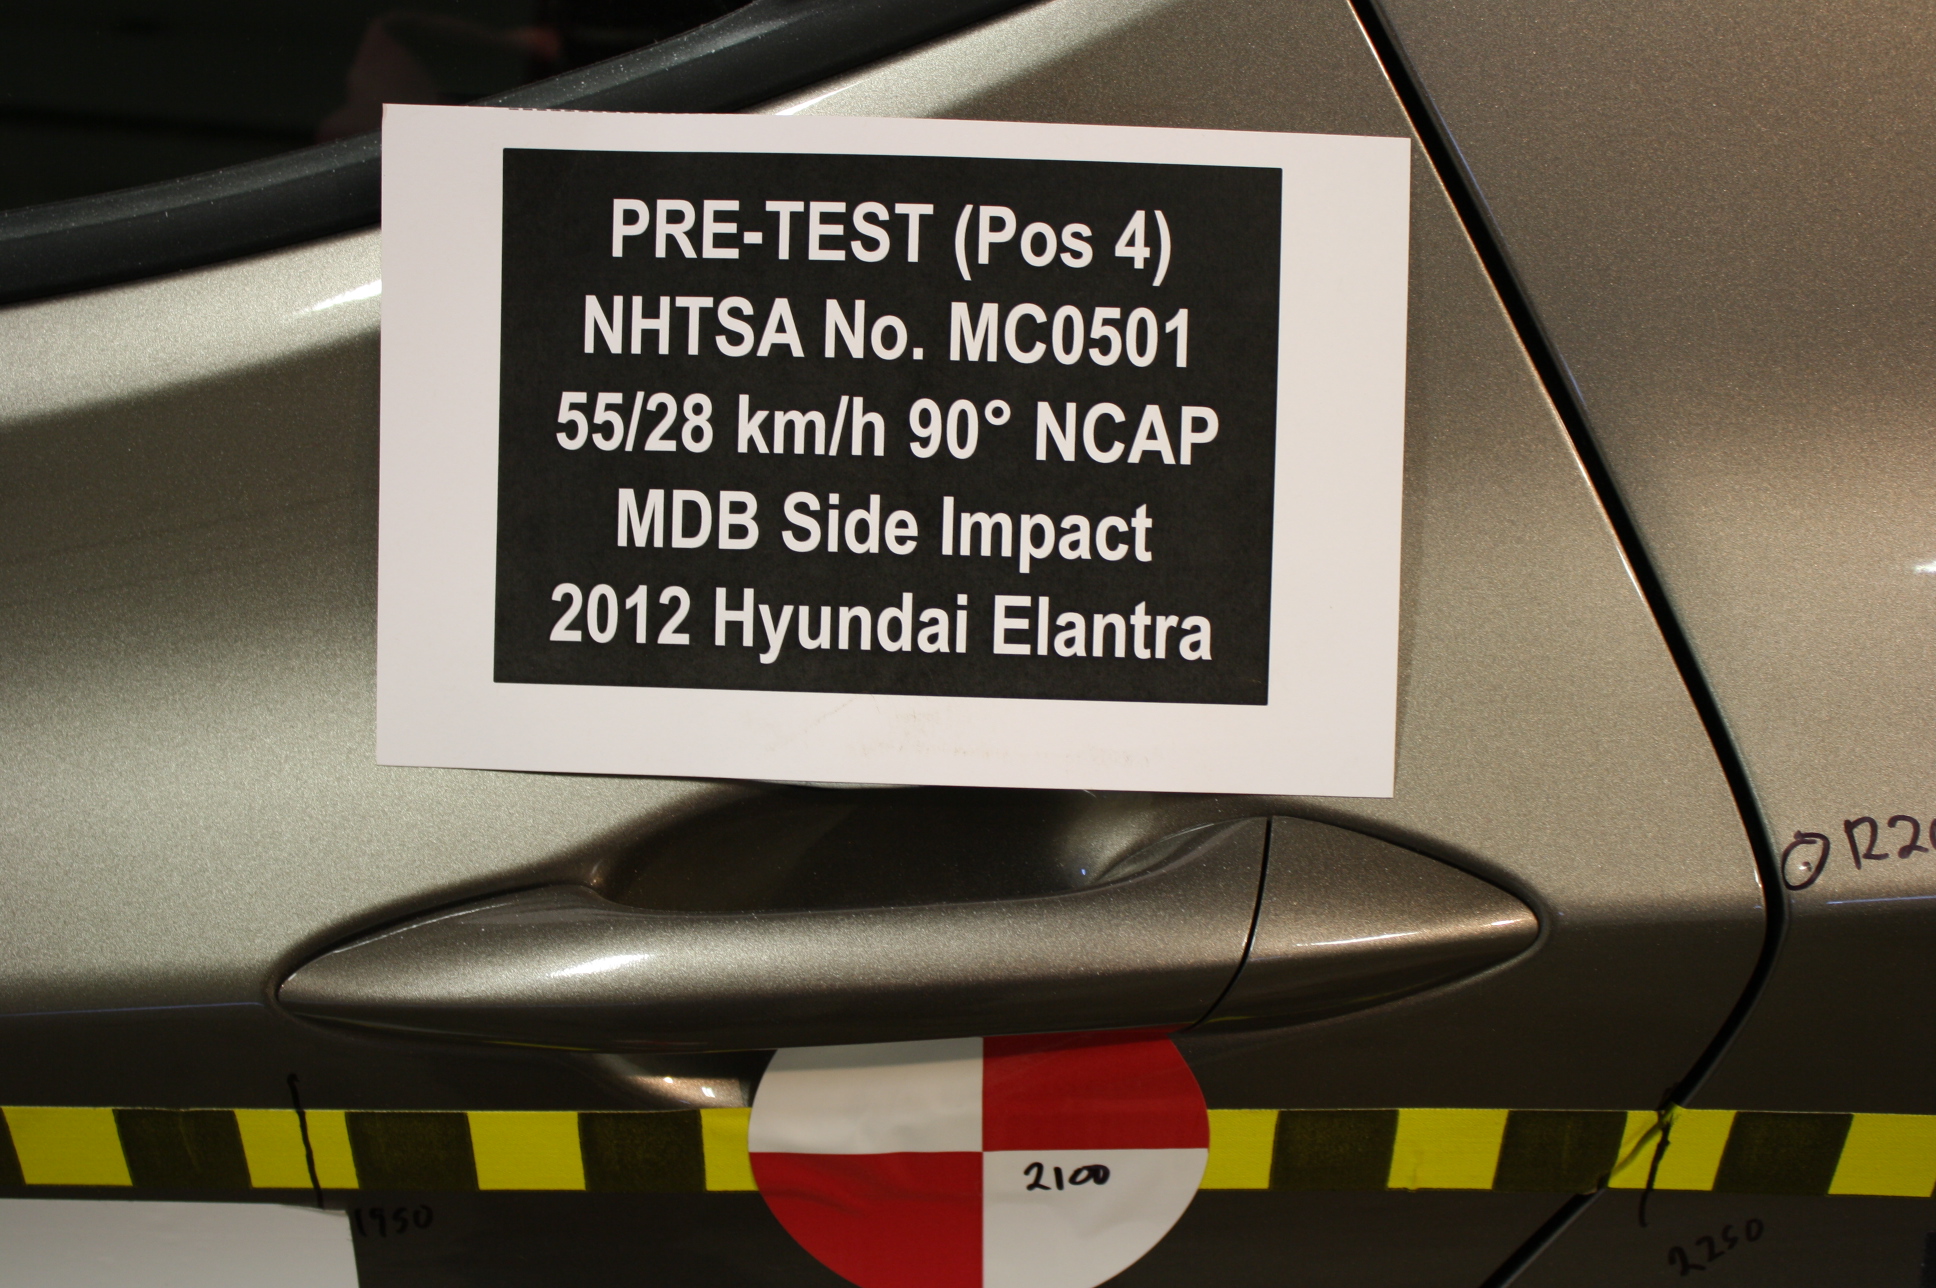 PRE-TEST (Pos 4)
NHTSA No. MC0501
55/28 km/h 90° NCAP
MDB Side Impact
2012 Hyundai Elantra
2100
1950
2250